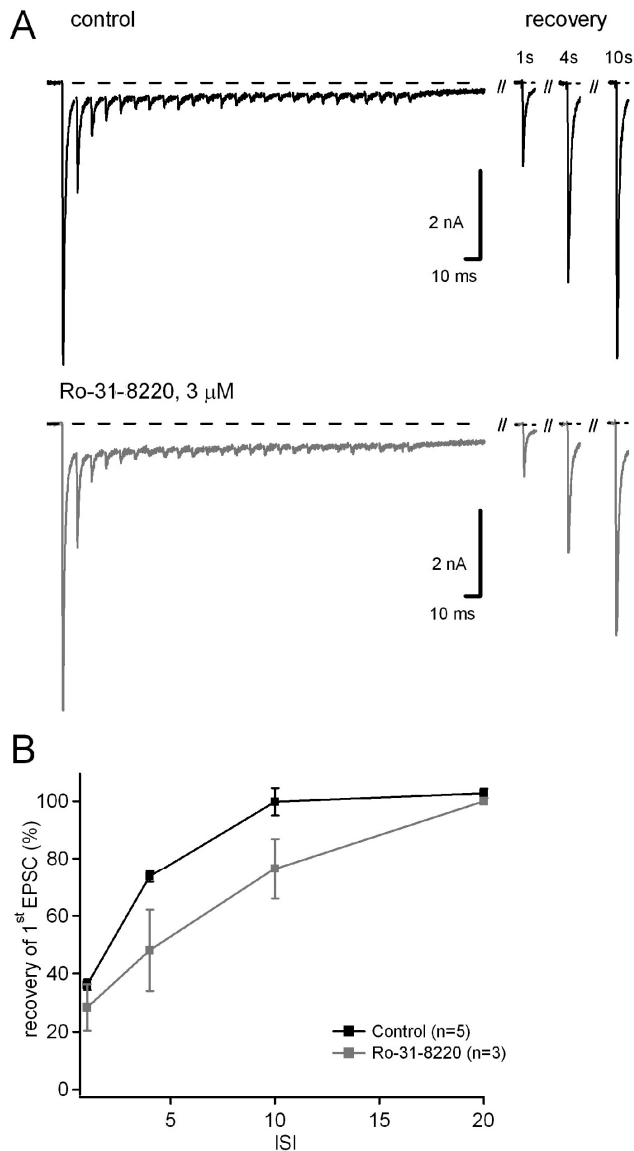 A
control
recovery
1s 4s 10s
// // //
2 nA
10 ms
Ro-31-8220, 3 μM
// // //
2 nA
10 ms
B
recovery of 1st EPSC (%)
100
80
60
40
20
0
Control (n=5)
Ro-31-8220 (n=3)
5 10 15 20
ISI